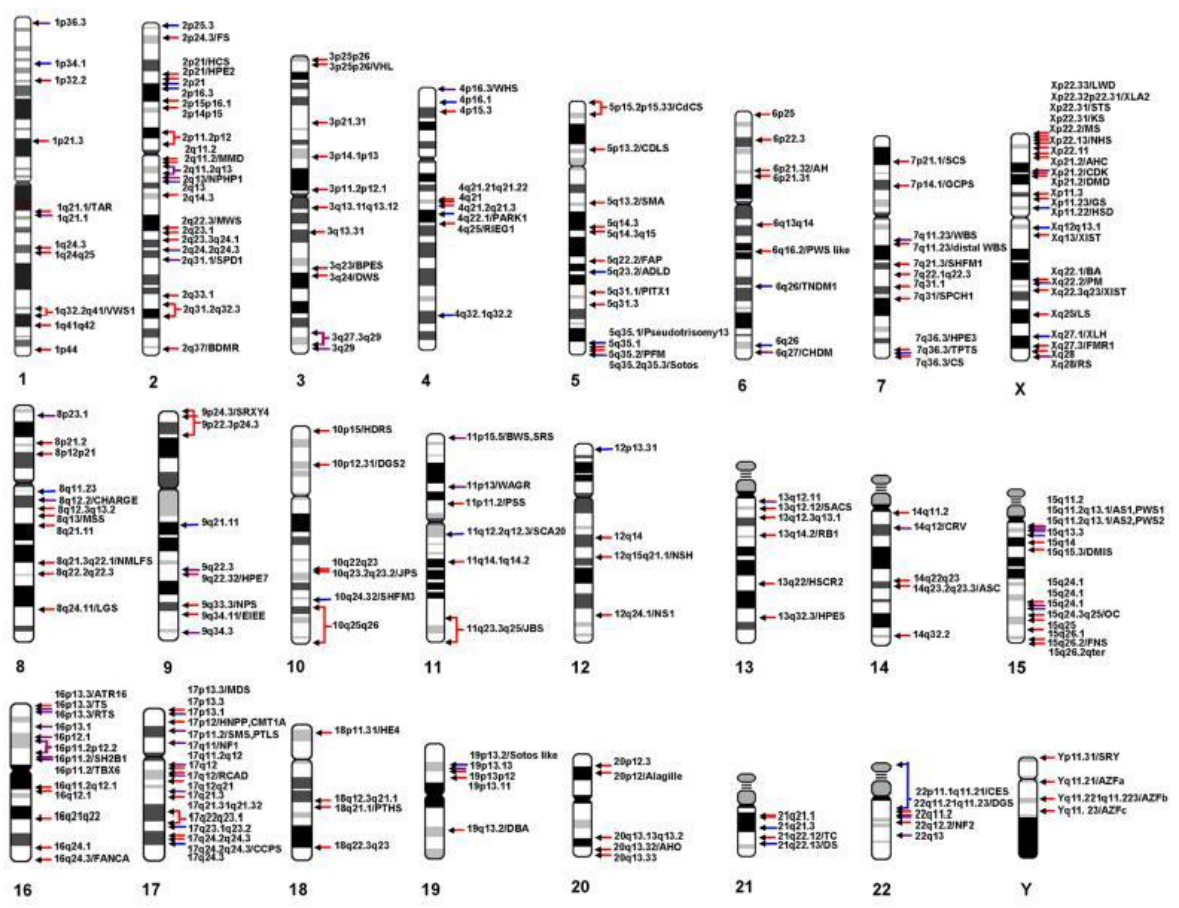 1p36.3
1p34.1
1p32.2
1p21.3
1q21.1/TAR
1q21.1
1q24.3
1q24q25
1q32.2q41/VWS1
1q41q42
1p44
1
2p25.3
2p24.3/FS
2p21/HCS
2p21/HPE2
2p21
2p16.3
2p15p16.1
2p14p15
2p11.2p12
2q11.2
2q11.2/MMD
2q11.2q13
2q13/NPHP1
2q13
2q14.3
2q22.3/MWS
2q23.1
2q23.3q24.1
2q24.2q24.3
2q31.1/SPD1
2q33.1
2q31.2q32.3
2q37/BDMR
2
3p25p26
3p25p26/VHL
3p21.31
3p14.1p13
3p11.2p12.1
3q13.11q13.12
3q13.31
3q23/BPES
3q24/DWS
3q27.3q29
3q29
3
4p16.3/WHS
4p16.1
4p15.3
4q21.21q21.22
4q21
4q21.2q21.3
4q22.1/PARK1
4q25/RIEG1
4q32.1q32.2
4
5p15.2p15.33/CdCS
5p13.2/CDLS
5q13.2/SMA
5q14.3
5q14.3q15
5q22.2/FAP
5q23.2/ADLD
5q31.1/PITX1
5q31.3
5q35.1/Pseudotrisomy13
5q35.1
5q35.2/PFM
5q35.2q35.3/Sotos
5
6p25
6p22.3
6p21.32/AH
6p21.31
6q13q14
6q16.2/PWS like
6q26/TNDM1
6q26
6q27/CHDM
6
7p21.1/SCS
7p14.1/GCPS
7q11.23/WBS
7q11.23/distal WBS
7q21.3/SHFM1
7q22.1q22.3
7q31.1
7q31/SPCH1
7q36.3/HPE3
7q36.3/TPTS
7q36.3/CS
7
Xp22.33/LWD
Xp22.32p22.31/XLA2
Xp22.31/STS
Xp22.31/KS
Xp22.2/MS
Xp22.13/NHS
Xp22.11
Xp21.2/AHC
Xp21.2/CDK
Xp21.2/DMD
Xp11.3
Xp11.23/GS
Xp11.22/HSD
Xq12q13.1
Xq13/XIST
Xq22.1/BA
Xq22.2/PM
Xq22.3q23/XIST
Xq25/LS
Xq27.1/XLH
Xq27.3/FMR1
Xq28
Xq28/RS
X
8p23.1
8p21.2
8p12p21
8q11.23
8q12.2/CHARGE
8q12.3q13.2
8q13/MSS
8q21.11
8q21.3q22.1/NMLFS
8q22.2q22.3
8q24.11/LGS
8
9p24.3/SRXY4
9p22.3p24.3
9q21.11
9q22.3
9q22.32/HPE7
9q33.3/NPS
9q34.11/EIEE
9q34.3
9
10p15/HDRS
10p12.31/DGS2
10q22q23
10q23.2q23.2/JPS
10q24.32/SHFM3
10q25q26
10
11p15.5/BWS,SRS
11p13/WAGR
11p11.2/PSS
11q12.2q12.3/SCA20
11q14.1q14.2
11q23.3q25/JBS
11
12p13.31
12q14
12q15q21.1/NSH
12q24.1/NS1
12
13q12.11
13q12.12/SACS
13q12.3q13.1
13q14.2/RB1
13q22/HSCR2
13q32.3/HPE5
13
14q11.2
14q12/CRV
14q22q23
14q23.2q23.3/ASC
14q32.2
14
15q11.2
15q11.2q13.1/AS1,PWS1
15q11.2q13.1/AS2,PWS2
15q13.3
15q14
15q15.3/DMIS
15q24.1
15q24.1
15q24.1
15q24.3q25/OC
15q25
15q26.1
15q26.2/FNS
15q26.2qter
15
16p13.3/ATR16
16p13.3/TS
16p13.3/RTS
16p13.1
16p12.1
16p11.2p12.2
16p11.2/SH2B1
16p11.2/TBX6
16q11.2q12.1
16q12.1
16q21q22
16q24.1
16q24.3/FANCA
16
17p13.3/MDS
17p13.3
17p13.1
17p12/HNPP,CMT1A
17p11.2/SMS,PTLS
17q11/NF1
17q11.2q12
17q12
17q12/RCAD
17q12q21
17q21.3
17q21.31q21.32
17q22q23.1
17q23.1q23.2
17q24.2q24.3
17q24.2q24.3/CCPS
17q24.3
17
18p11.31/HE4
18q12.3q21.1
18q21.1/PTHS
18q22.3q23
18
19p13.2/Sotos like
19p13.13
19p13p12
19p13.11
19q13.2/DBA
19
20p12.3
20p12/Alagille
20q13.13q13.2
20q13.32/AHO
20q13.33
20
21q21.1
21q21.3
21q22.12/TC
21q22.13/DS
21
22p11.1q11.21/CES
22q11.21q11.23/DGS
22q11.2
22q12.2/NF2
22q13
22
Yp11.31/SRY
Yq11.21/AZFa
Yq11.221q11.223/AZFb
Yq11. 23/AZFc
Y